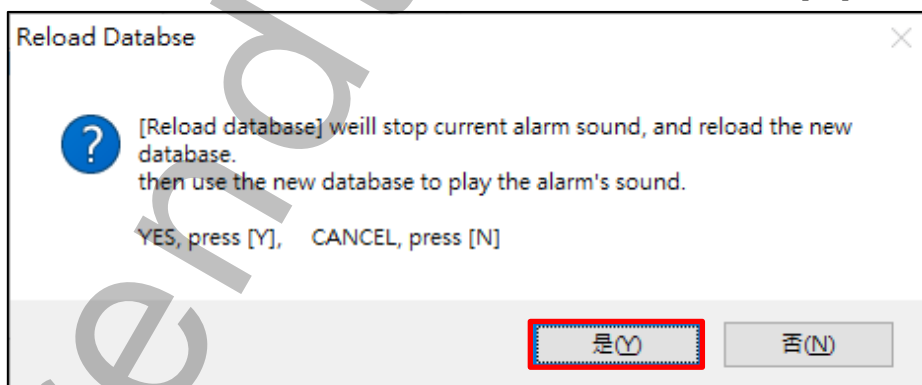 Reload Databse
[Reload database] weill stop current alarm sound, and reload the new
database.
then use the new database to play the alarm's sound.
YES, press [Y], CANCEL, press [N]
是(Y) 否(N)